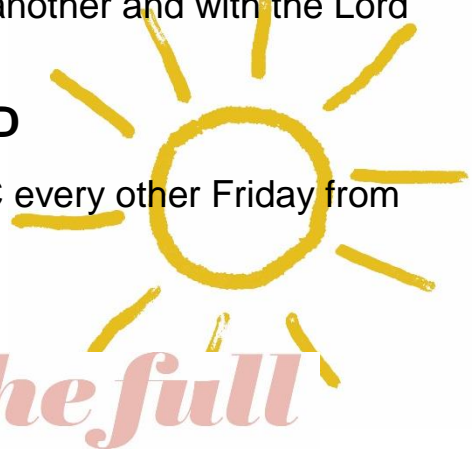 another and with the Lord
D
C every other Friday from
he full